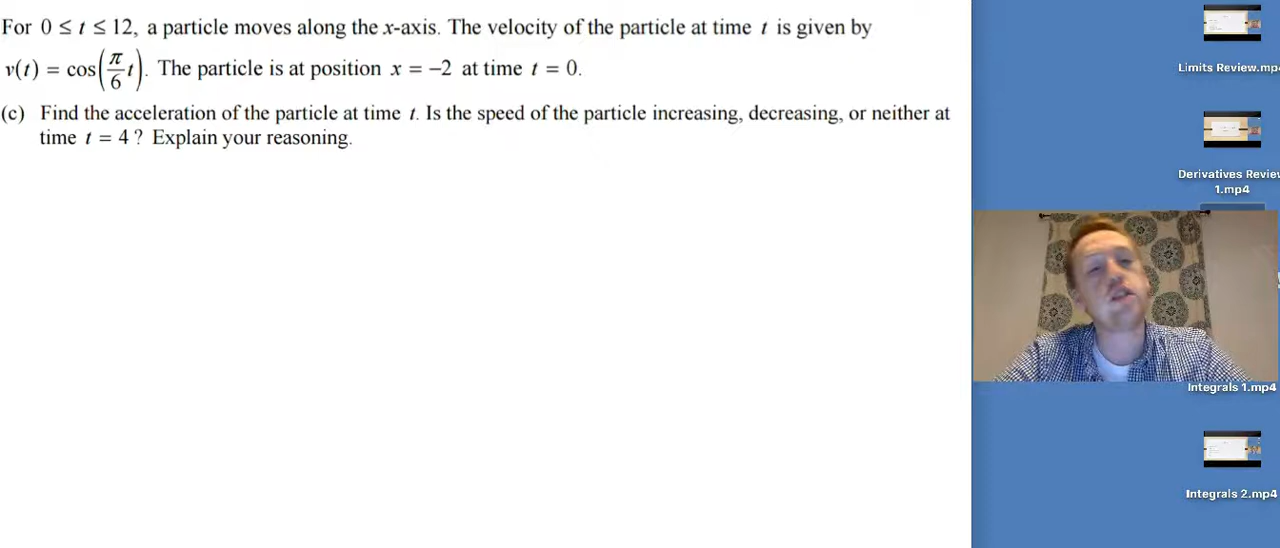 For 0 ≤ t ≤ 12, a particle moves along the x-axis. The velocity of the particle at time t is given by
v(t) = cos(π/6 t). The particle is at position x = −2 at time t = 0.
(c) Find the acceleration of the particle at time t. Is the speed of the particle increasing, decreasing, or neither at
time t = 4 ? Explain your reasoning.
Limits Review.mp
Derivatives Review
1.mp4
Integrals 1.mp4
Integrals 2.mp4